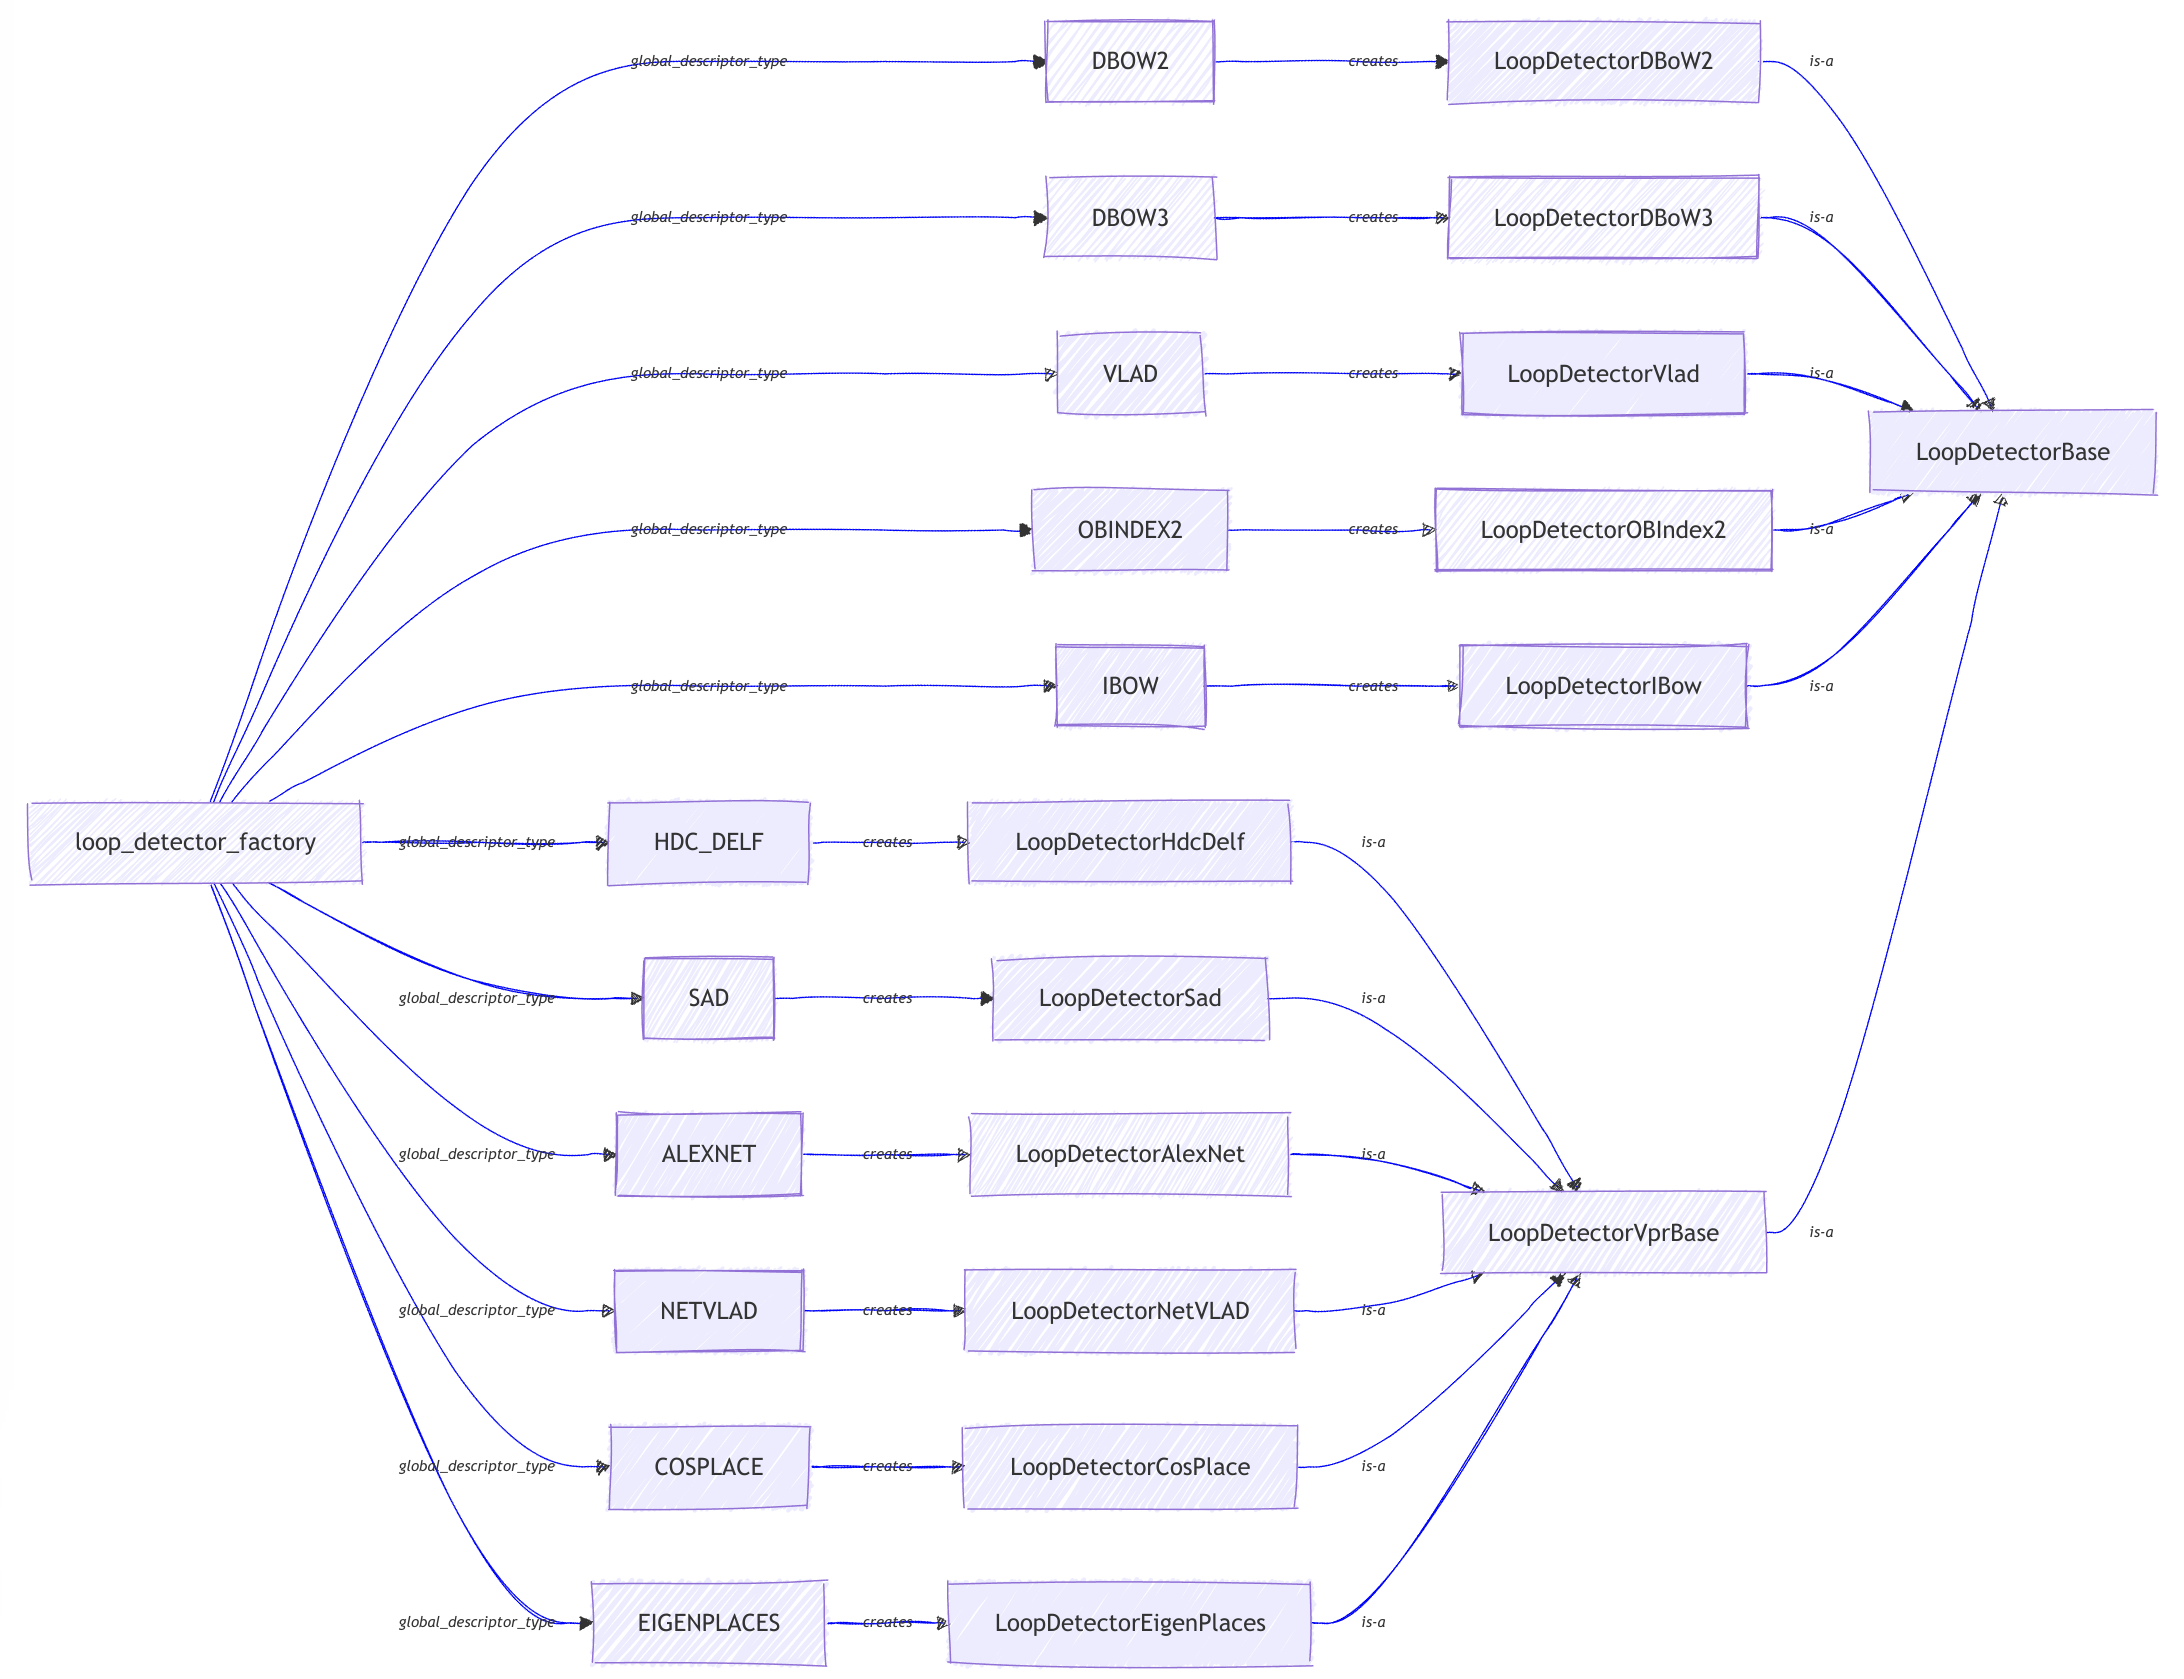 global_descriptor_type DBOW2 creates LoopDetectorDBoW2 is-a
global_descriptor_type DBOW3 creates LoopDetectorDBoW3 is-a
global_descriptor_type VLAD creates LoopDetectorVlad is-a
LoopDetectorBase
global_descriptor_type OBINDEX2 creates LoopDetectorOBIndex2 is-a
global_descriptor_type IBOW creates LoopDetectorIBow is-a
loop_detector_factory global_descriptor_type HDC_DELF creates LoopDetectorHdcDelf is-a
global_descriptor_type SAD creates LoopDetectorSad is-a
global_descriptor_type ALEXNET creates LoopDetectorAlexNet is-a
LoopDetectorVprBase is-a
global_descriptor_type NETVLAD creates LoopDetectorNetVLAD is-a
global_descriptor_type COSPLACE creates LoopDetectorCosPlace is-a
global_descriptor_type EIGENPLACES creates LoopDetectorEigenPlaces is-a